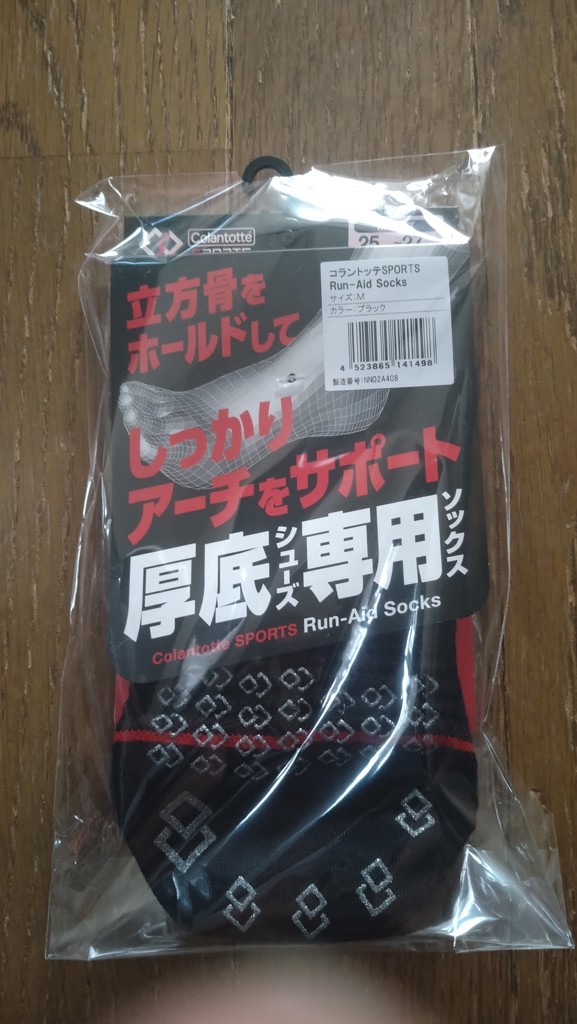 Colantotte
SPORTS
コラントッテSPORTS
Run-Aid Socks
サイズ:M
カラー:ブラック
4 523865 141498
製造番号:NN02A406
立方骨を
ホールドして
しっかり
アーチをサポート
厚底シューズ専用ソックス
Colantotte SPORTS Run-Aid Socks